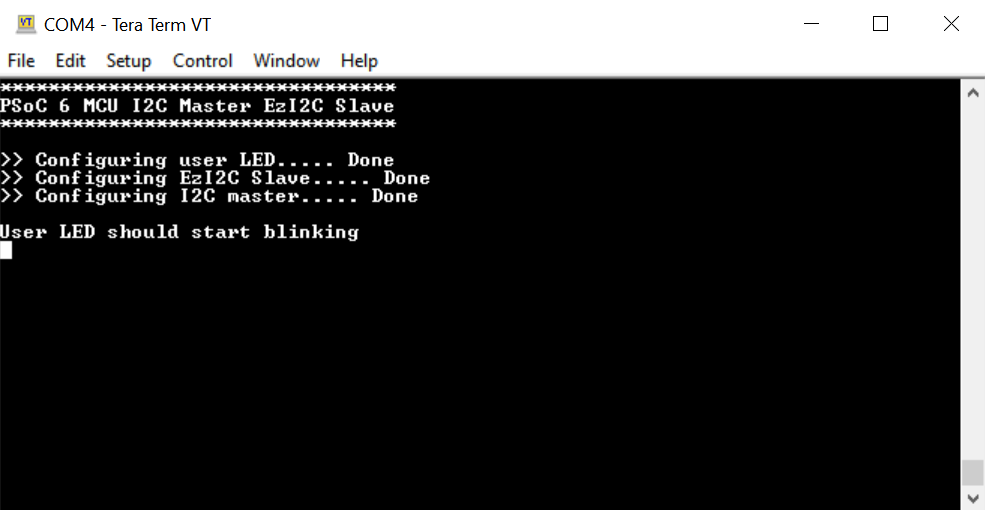 COM4 - Tera Term VT
File Edit Setup Control Window Help
*********************************
PSoC 6 MCU I2C Master EzI2C Slave
*********************************
>> Configuring user LED..... Done
>> Configuring EzI2C Slave..... Done
>> Configuring I2C master..... Done
User LED should start blinking